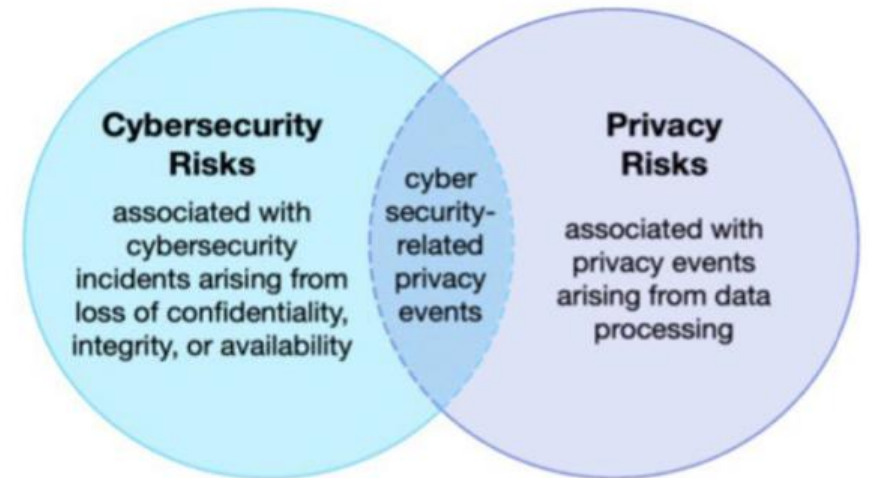 Cybersecurity
Risks
associated with
cybersecurity
incidents arising from
loss of confidentiality,
integrity, or availability
cyber
security-
related
privacy
events
Privacy
Risks
associated with
privacy events
arising from data
processing